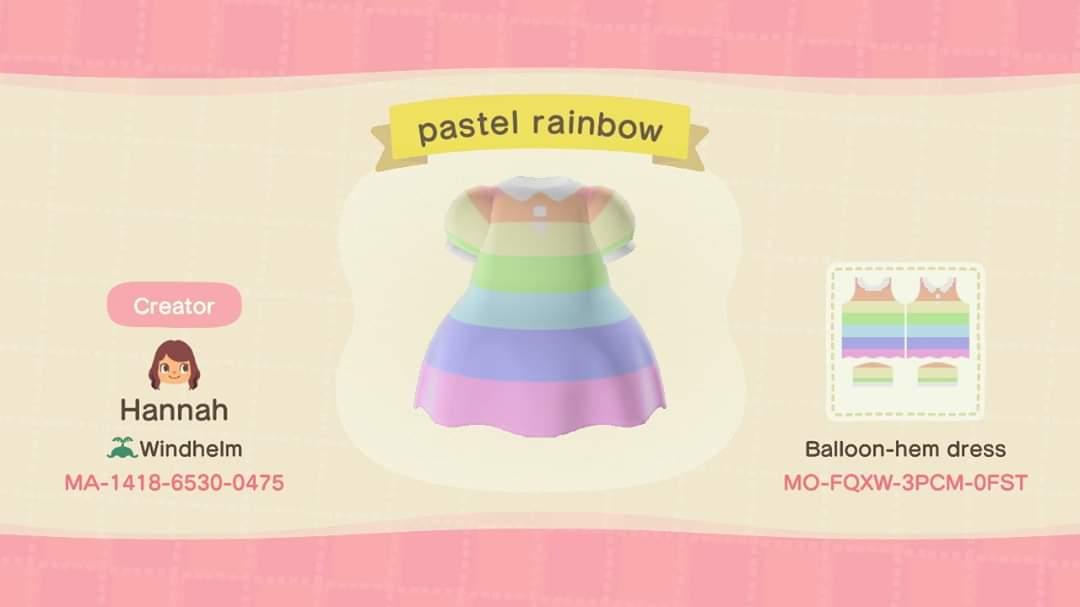 pastel rainbow
Creator
Hannah
Windhelm
MA-1418-6530-0475
Balloon-hem dress
MO-FQXW-3PCM-0FST